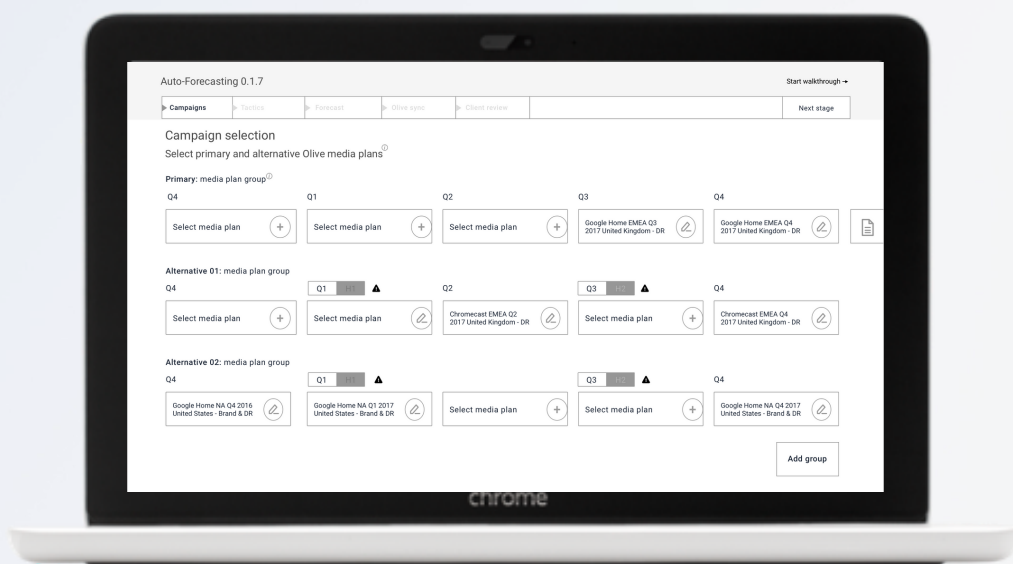 Auto-Forecasting 0.1.7
Start walkthrough →
Campaigns
Tactics
Forecast
Olive sync
Client review
Next stage
Campaign selection
Select primary and alternative Olive media plans
Primary: media plan group
Q4 Q1 Q2 Q3 Q4
Select media plan
Select media plan
Select media plan
Google Home EMEA Q3
2017 United Kingdom - DR
Google Home EMEA Q4
2017 United Kingdom - DR
Alternative 01: media plan group
Q4 Q1 H1 Q2 Q3 H2 Q4
Select media plan
Select media plan
Chromecast EMEA Q2
2017 United Kingdom - DR
Select media plan
Chromecast EMEA Q4
2017 United Kingdom - DR
Alternative 02: media plan group
Q4 Q1 H1 Q3 H2 Q4
Google Home NA Q4 2016
United States - Brand & DR
Google Home NA Q1 2017
United States - Brand & DR
Select media plan
Select media plan
Google Home NA Q4 2017
United States - Brand & DR
Add group
chrome